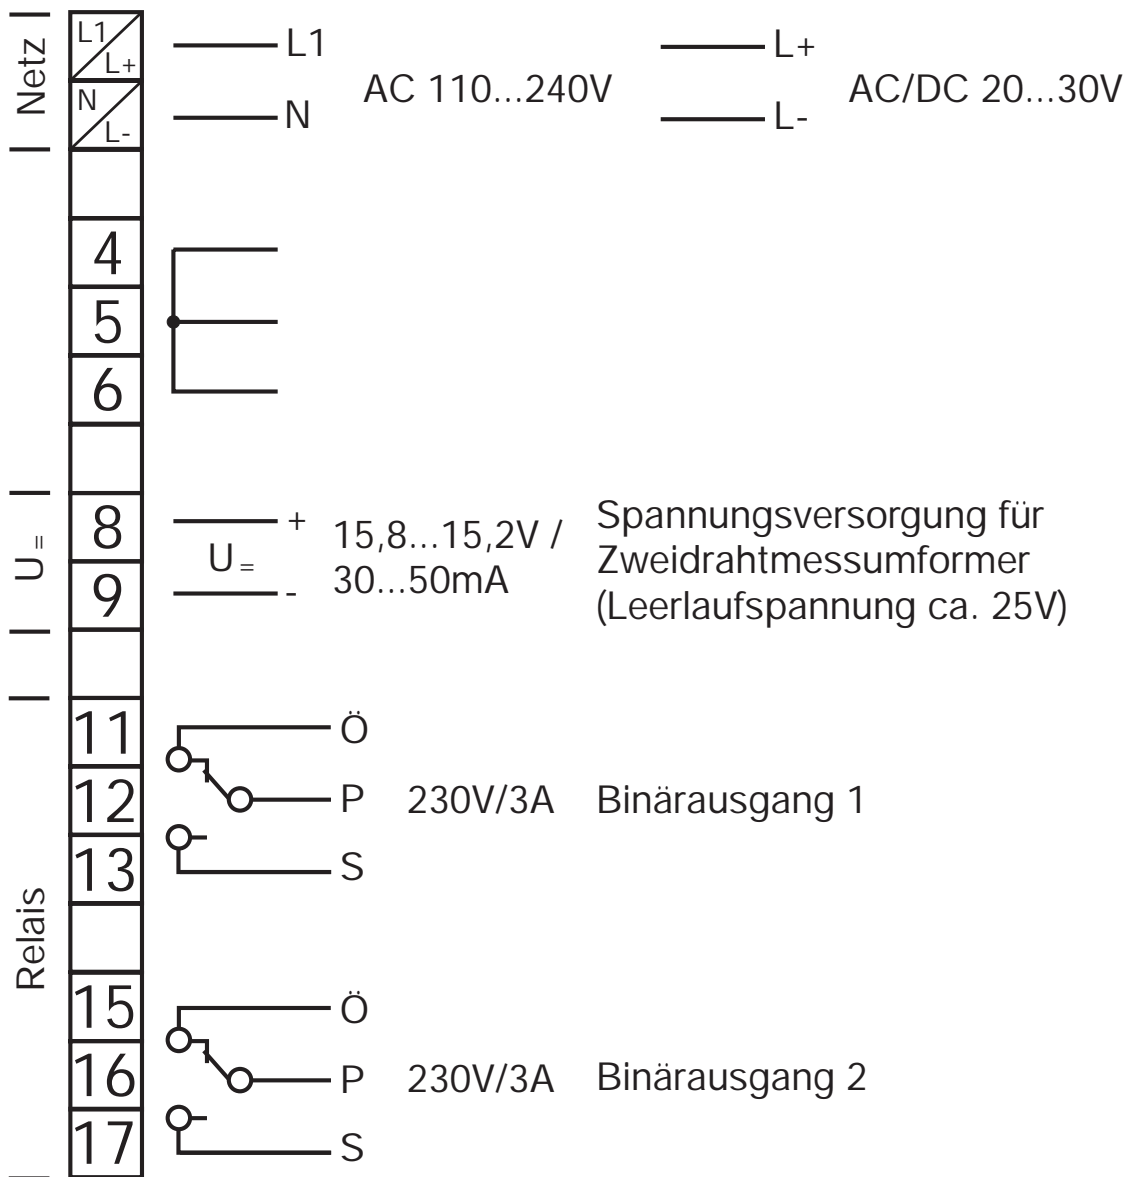 Netz
L1
L+
N
L-
L1
N
AC 110...240V
L+
L-
AC/DC 20...30V
4
5
6
U=
8
9
+
U=
-
15,8...15,2V /
30...50mA
Spannungsversorgung für
Zweidrahtmessumformer
(Leerlaufspannung ca. 25V)
Relais
11
12
13
Ö
P 230V/3A Binärausgang 1
S
15
16
17
Ö
P 230V/3A Binärausgang 2
S